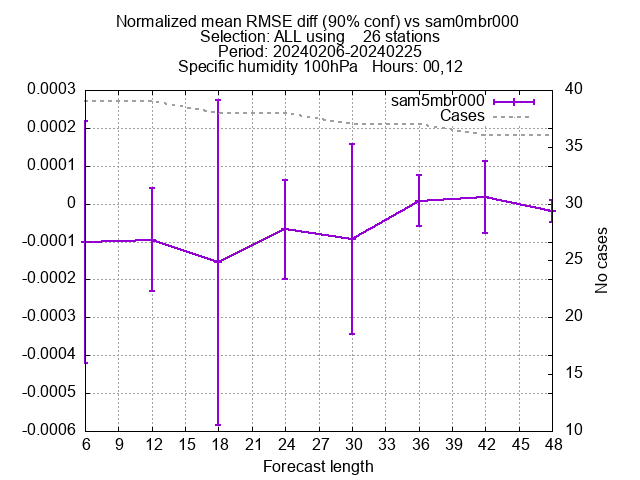 Normalized mean RMSE diff (90% conf) vs sam0mbr000
Selection: ALL using 26 stations
Period: 20240206-20240225
Specific humidity 100hPa Hours: 00,12
0.0003 40
sam5mbr000
Cases
0.0002
35
0.0001
0 30
-0.0001
25
-0.0002
-0.0003 20
-0.0004
15
-0.0005
-0.0006 10
No cases
6 9 12 15 18 21 24 27 30 33 36 39 42 45 48
Forecast length